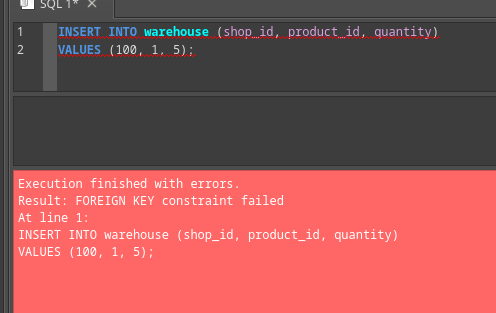 SQL 1*
1 INSERT INTO warehouse (shop_id, product_id, quantity)
2 VALUES (100, 1, 5);
Execution finished with errors.
Result: FOREIGN KEY constraint failed
At line 1:
INSERT INTO warehouse (shop_id, product_id, quantity)
VALUES (100, 1, 5);